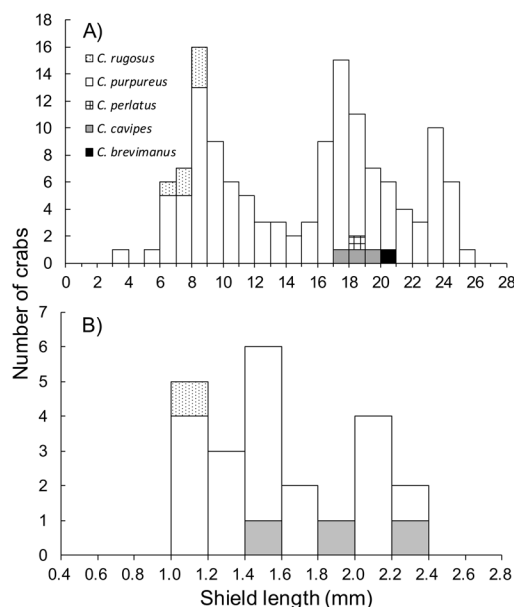 A)
18
16
14
12
10
8
6
4
2
0
C. rugosus
C. purpureus
C. perlatus
C. cavipes
C. brevimanus
0 2 4 6 8 10 12 14 16 17 18 19 20 21 22 24 26 28
Number of crabs
B)
7
6
5
4
3
2
1
0
0.4 0.6 0.8 1.0 1.2 1.4 1.6 1.8 2.0 2.2 2.4 2.6 2.8
Shield length (mm)